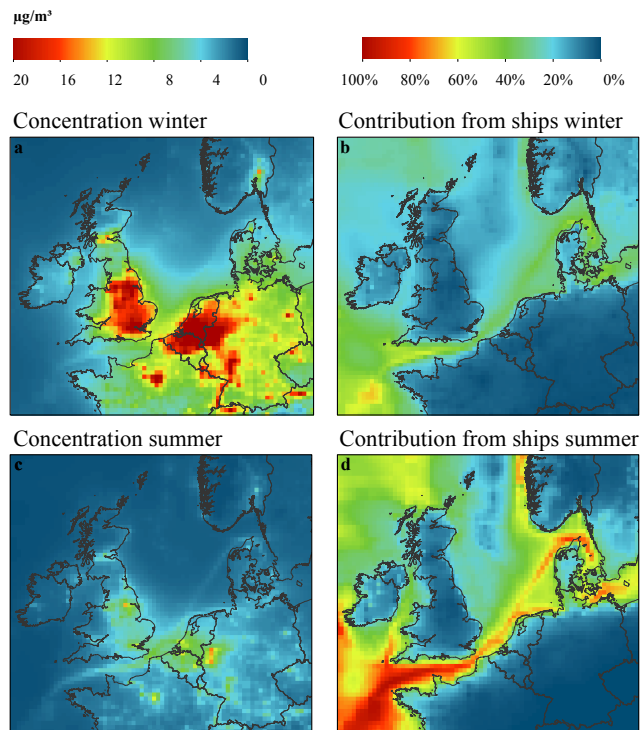 µg/m³
20 16 12 8 4 0
100% 80% 60% 40% 20% 0%
Concentration winter
Contribution from ships winter
a
b
Concentration summer
Contribution from ships summer
c
d